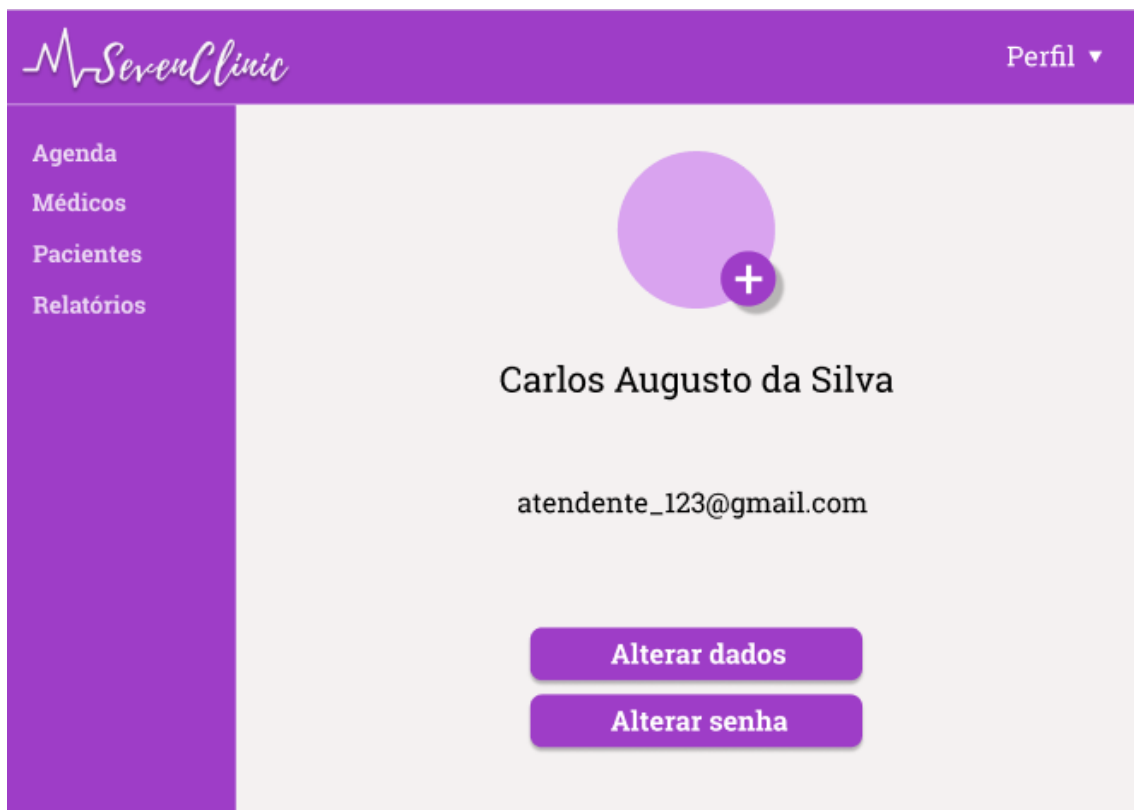 SevenClinic
Perfil ▼
Agenda
Médicos
Pacientes
Relatórios
Carlos Augusto da Silva
atendente_123@gmail.com
Alterar dados
Alterar senha